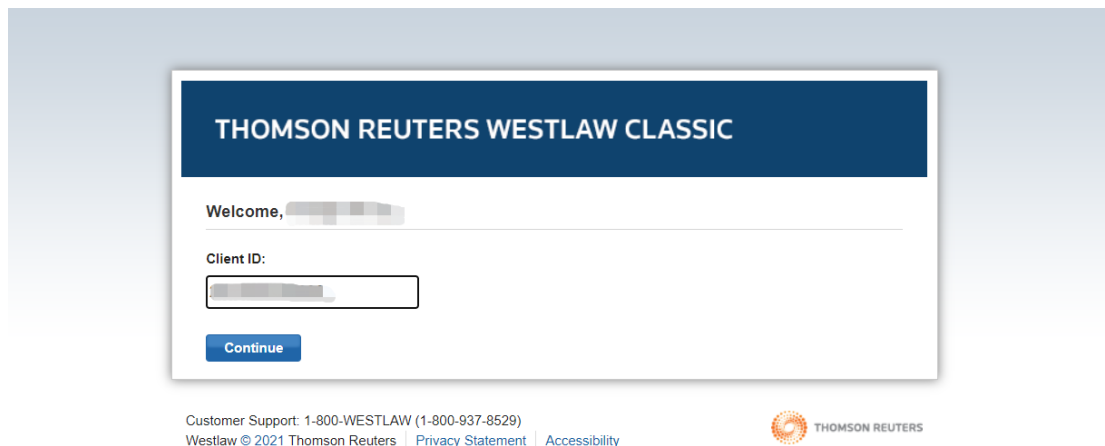 THOMSON REUTERS WESTLAW CLASSIC
Welcome,
Client ID:
Continue
Customer Support: 1-800-WESTLAW (1-800-937-8529)
Westlaw © 2021 Thomson Reuters | Privacy Statement | Accessibility
THOMSON REUTERS